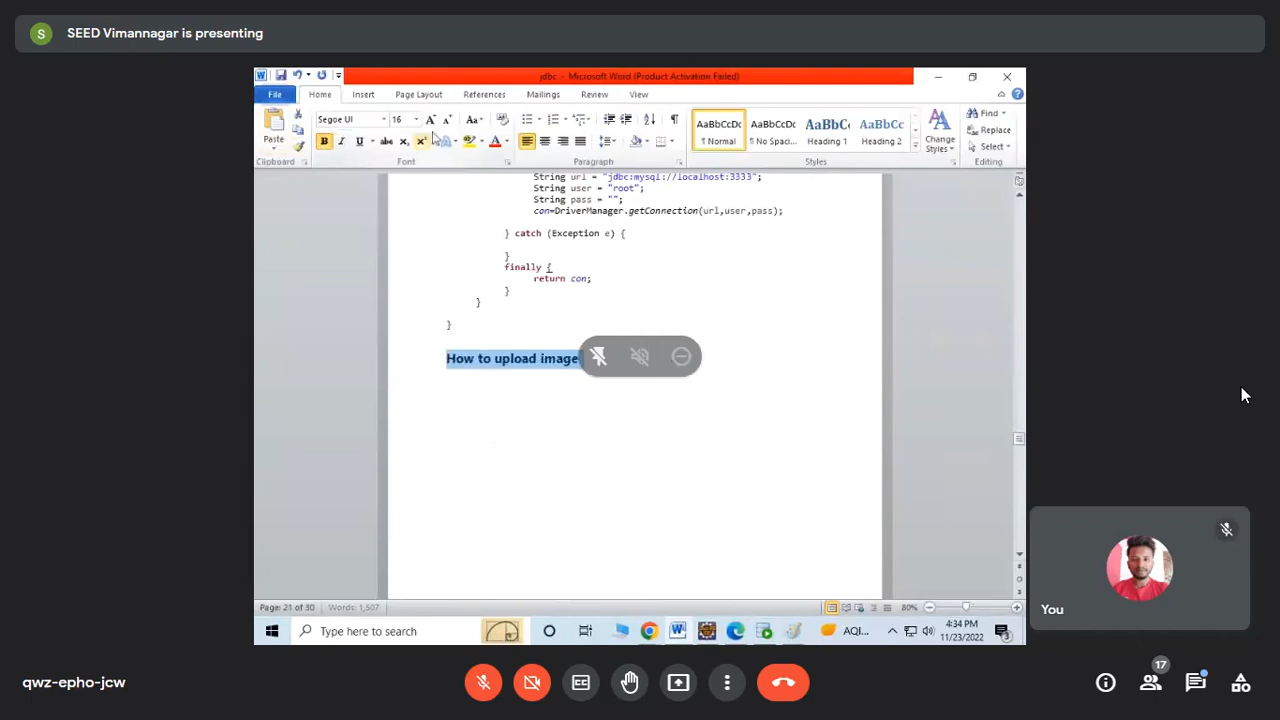 S SEED Vimannagar is presenting
jdbc - Microsoft Word (Product Activation Failed)
File Home Insert Page Layout References Mailings Review View
Paste
Segoe UI 16
AaBbCcDc AaBbCcDc AaBbC( AaBbCc
¶ Normal ¶ No Spaci... Heading 1 Heading 2
Change Styles
Find
Replace
Select
Clipboard Font Paragraph Styles Editing
String url = "jdbc:mysql://localhost:3333";
String user = "root";
String pass = "";
con=DriverManager.getConnection(url,user,pass);
} catch (Exception e) {
}
finally {
return con;
}
}
}
How to upload image
You
Page: 21 of 30 Words: 1,507 80%
Type here to search
AQI...
4:34 PM
11/23/2022
3
qwz-epho-jcw
17